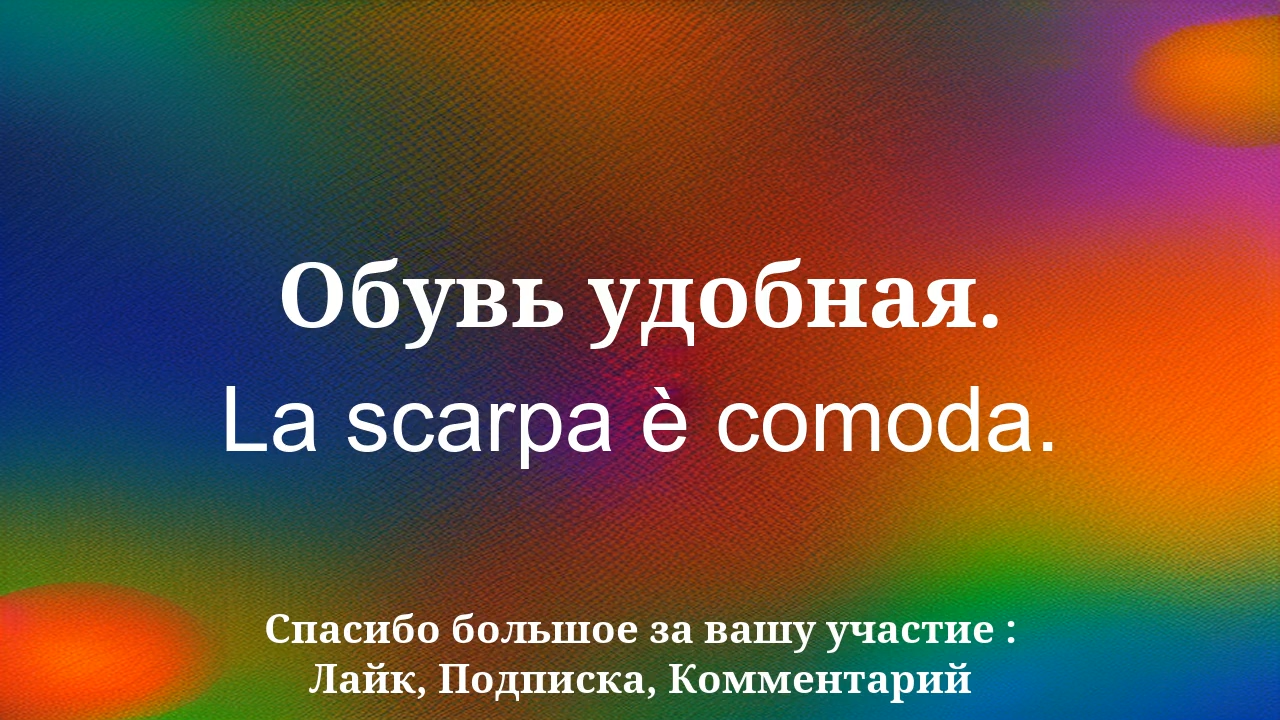 Обувь удобная.
La scarpa è comoda.
Спасибо большое за вашу участие :
Лайк, Подписка, Комментарий